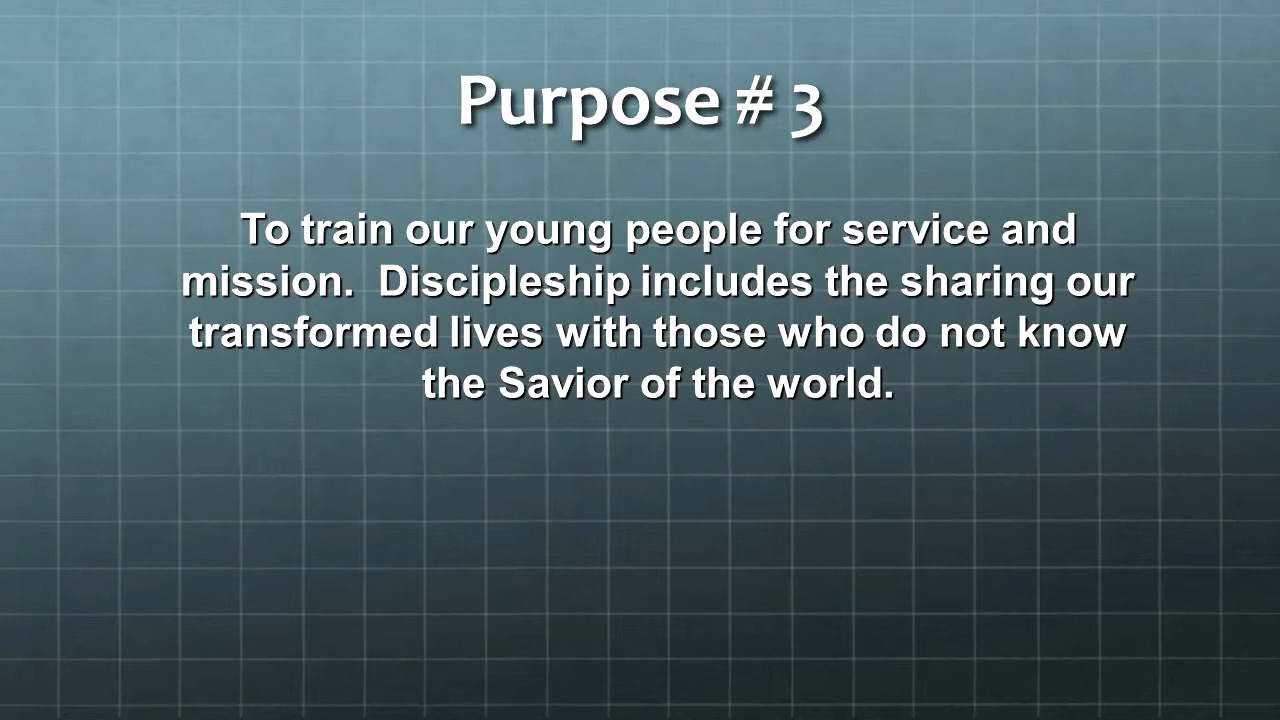 Purpose # 3
To train our young people for service and
mission.  Discipleship includes the sharing our
transformed lives with those who do not know
the Savior of the world.